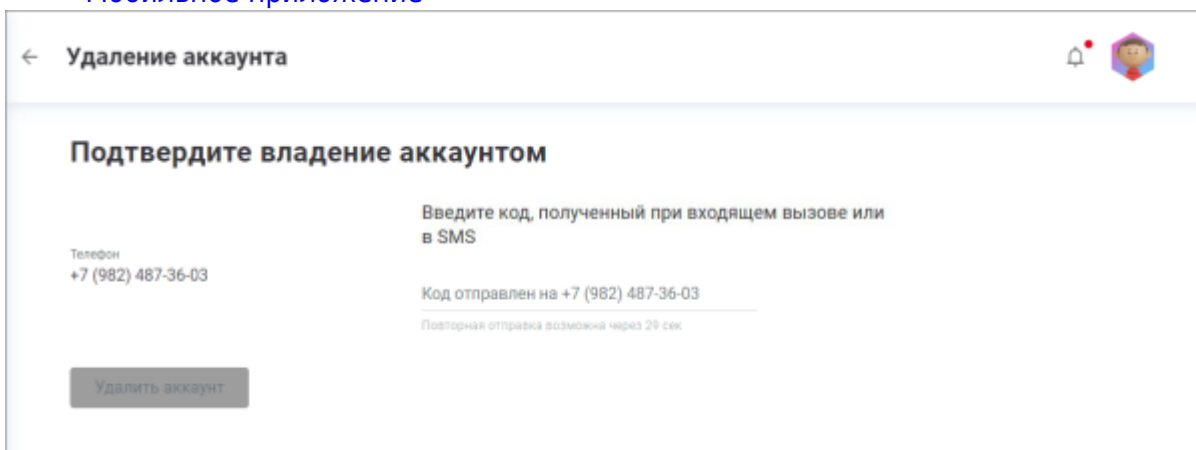 Мобильное приложение
Удаление аккаунта
Подтвердите владение аккаунтом
Введите код, полученный при входящем вызове или
в SMS
Телефон
+7 (982) 487-36-03
Код отправлен на +7 (982) 487-36-03
Повторная отправка возможна через 29 сек
Удалить аккаунт